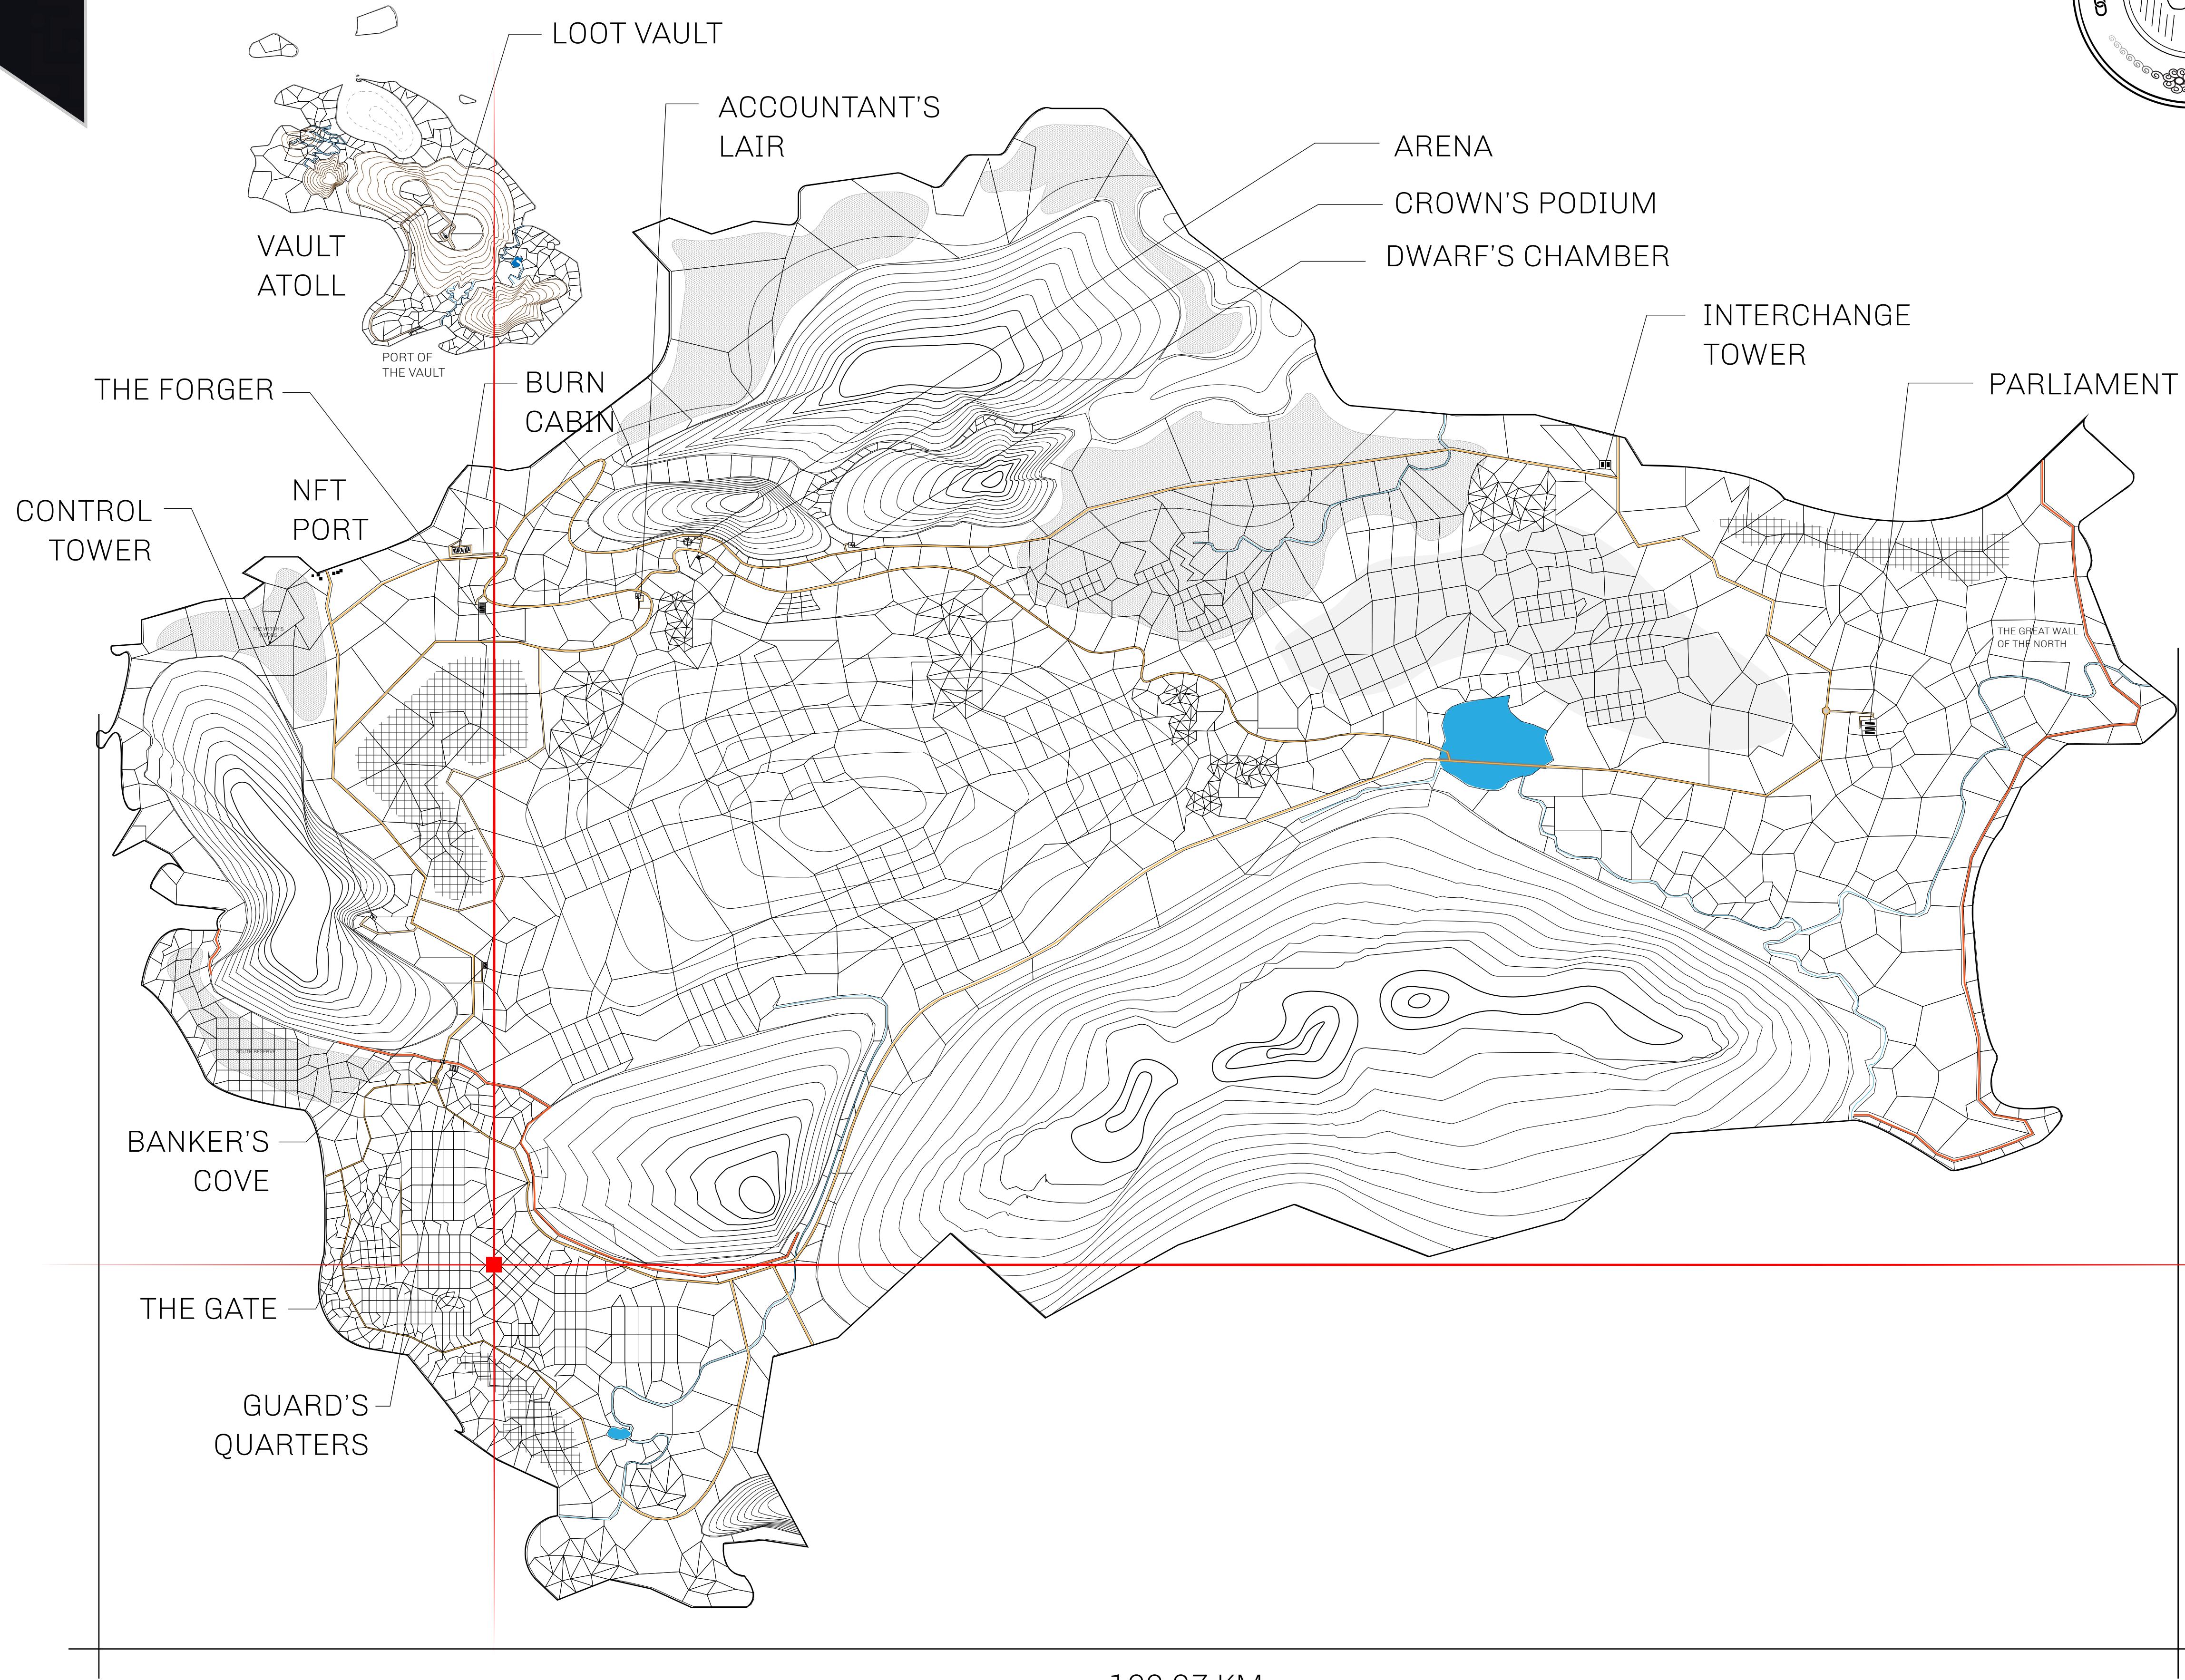 LOOT VAULT
ACCOUNTANT'S
LAIR
ARENA
CROWN'S PODIUM
DWARF'S CHAMBER
VAULT
ATOLL
INTERCHANGE
TOWER
PORT OF
THE VAULT
THE FORGER
BURN
CABIN
PARLIAMENT
NFT
PORT
CONTROL
TOWER
THE GREAT WALL
OF THE NORTH
SOUTH RESERVE
BANKER'S
COVE
THE GATE
GUARD'S
QUARTERS